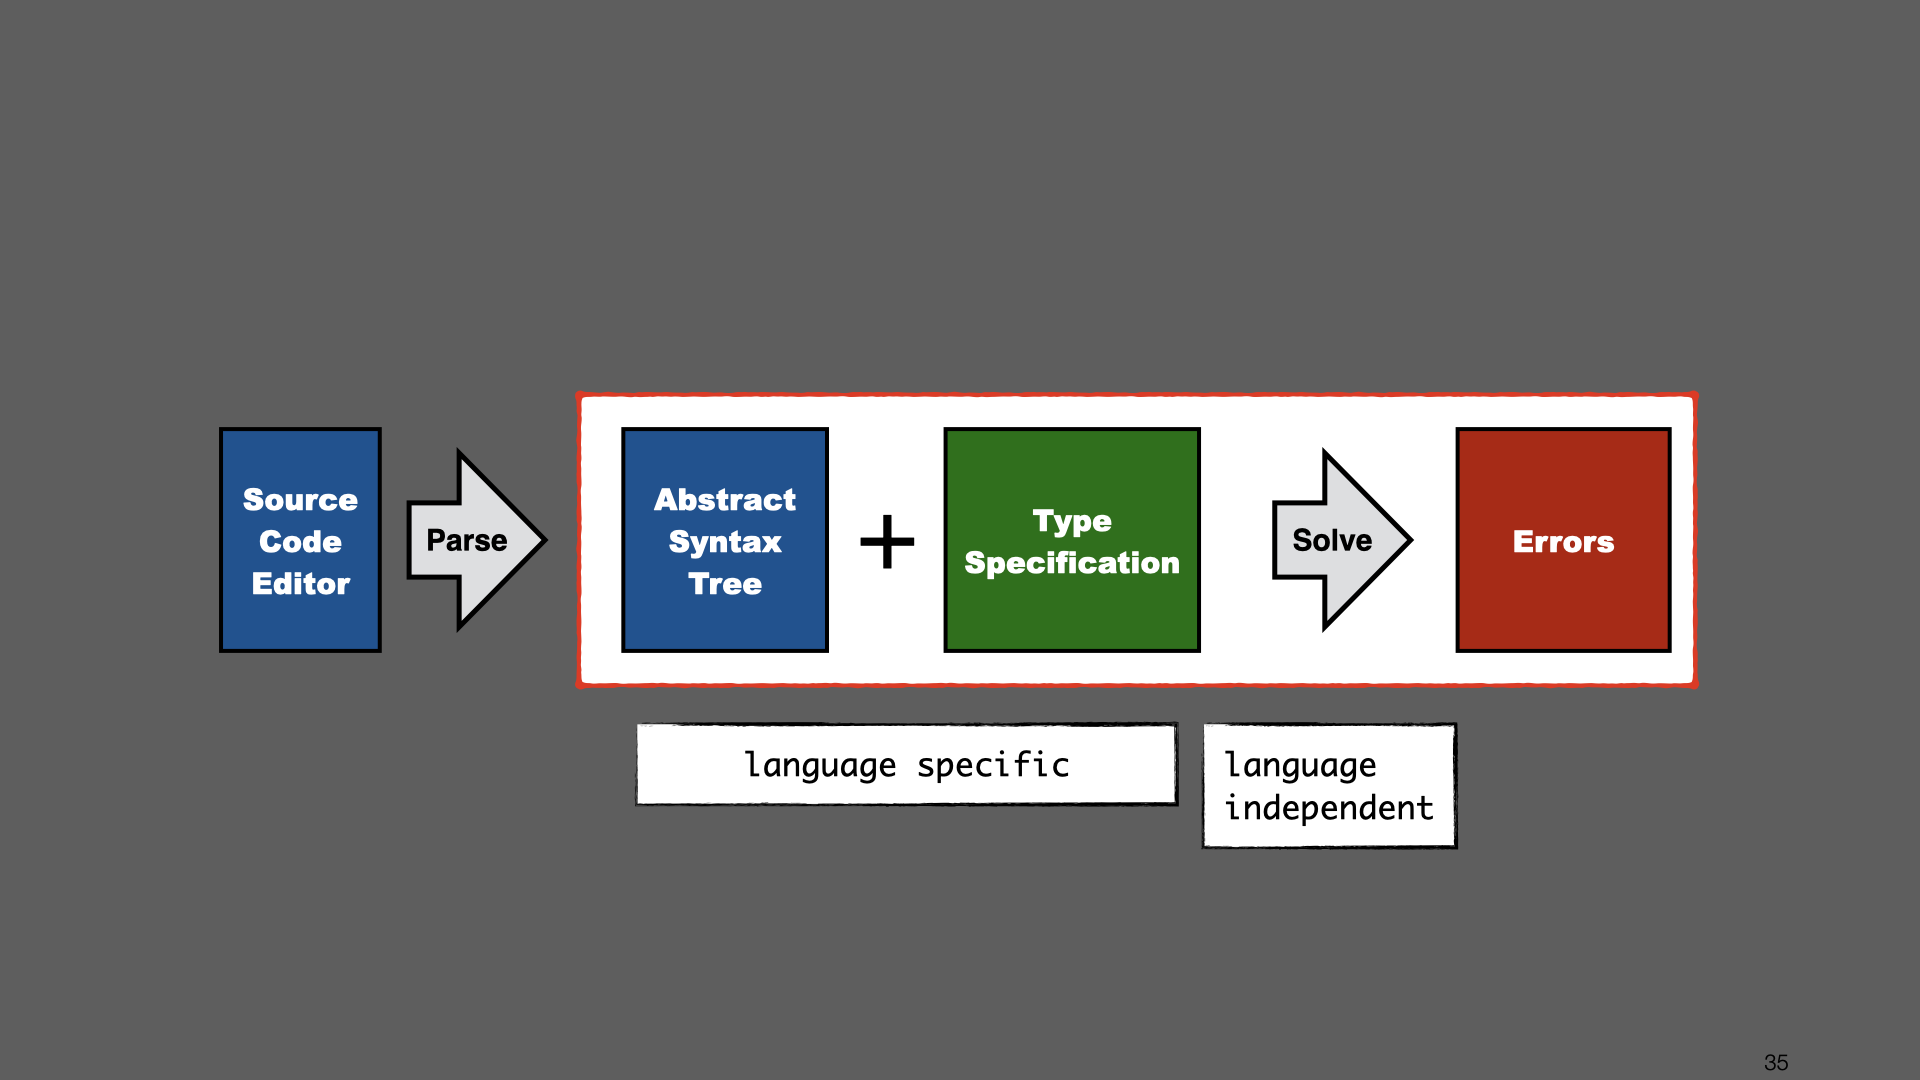 Source
Code
Editor
Parse
Abstract
Syntax
Tree
+
Type
Specification
Solve
Errors
language specific
language
independent
35